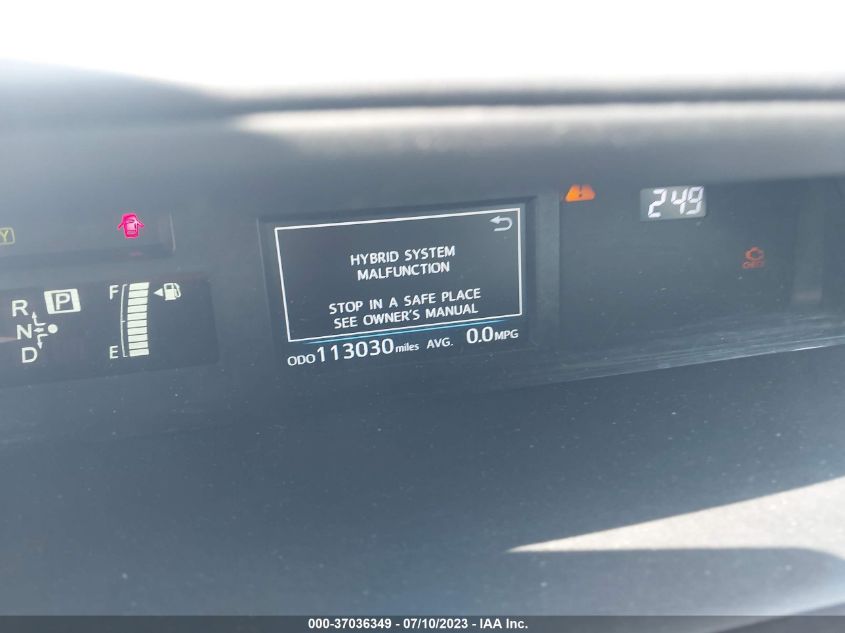 Y
249
HYBRID SYSTEM
MALFUNCTION
STOP IN A SAFE PLACE
SEE OWNER'S MANUAL
CHECK
R P
N
D
F
E
ODO 113030 miles AVG. 0.0 MPG
000-37036349 - 07/10/2023 - IAA Inc.